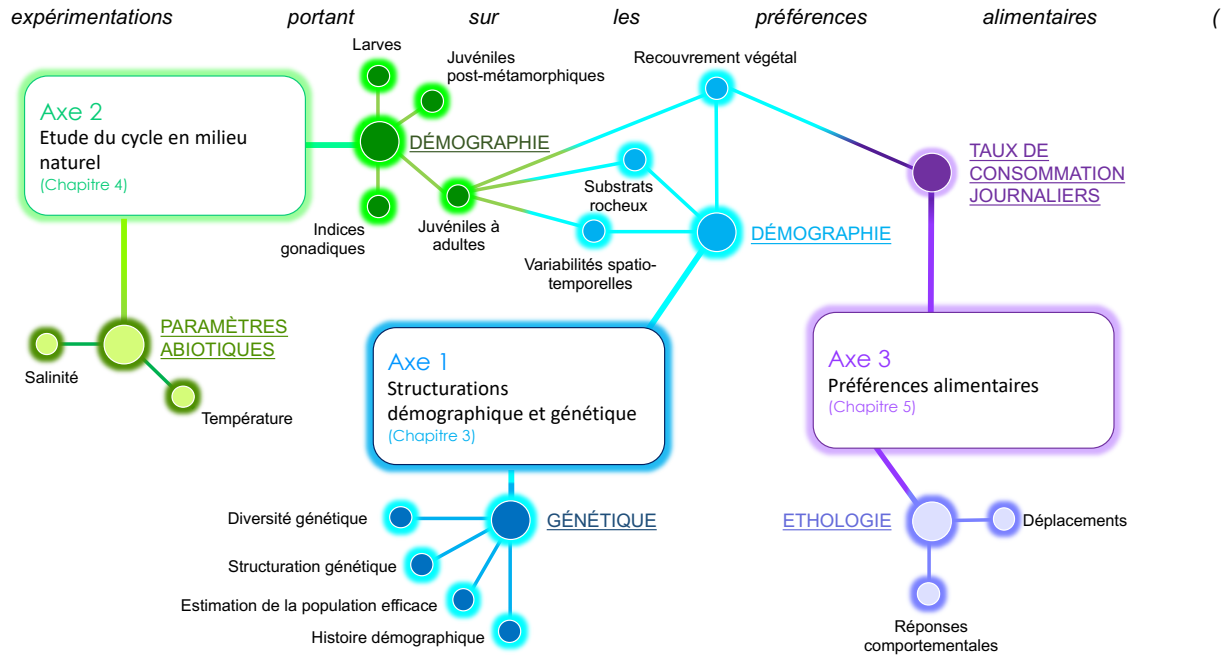 expérimentations portant sur les préférences alimentaires (
Larves
Juvéniles
post-métamorphiques
Recouvrement végétal
Axe 2
Etude du cycle en milieu
naturel
(Chapitre 4)
DÉMOGRAPHIE
TAUX DE
CONSOMMATION
JOURNALIERS
Substrats
rocheux
Indices
gonadiques
Juvéniles à
adultes
DÉMOGRAPHIE
Variabilités spatio-
temporelles
PARAMÈTRES
ABIOTIQUES
Salinité
Température
Axe 1
Structurations
démographique et génétique
(Chapitre 3)
Axe 3
Préférences alimentaires
(Chapitre 5)
Diversité génétique
GÉNÉTIQUE
Structuration génétique
Estimation de la population efficace
Histoire démographique
ETHOLOGIE
Déplacements
Réponses
comportementales